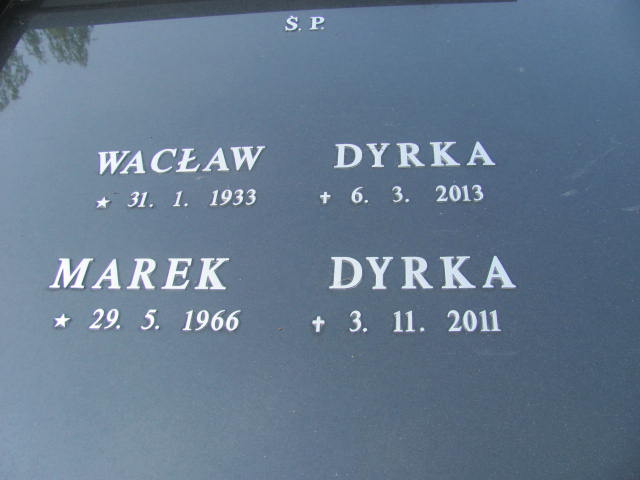 Ś. P.
WACŁAW DYRKA
★ 31. 1. 1933 ✝ 6. 3. 2013
MAREK DYRKA
★ 29. 5. 1966 ✝ 3. 11. 2011